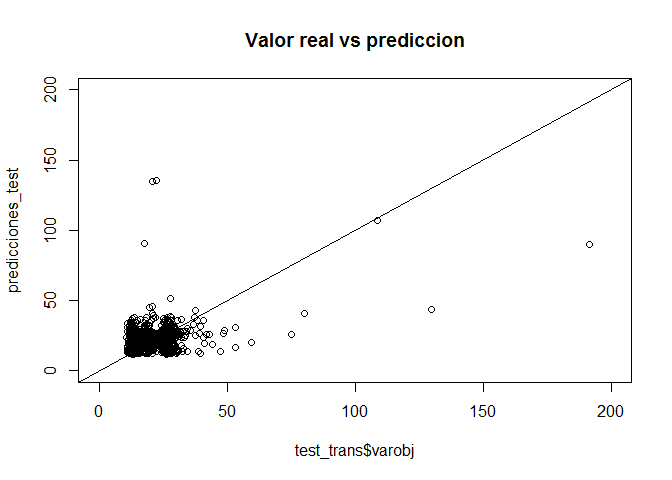 Valor real vs prediccion
predicciones_test
200
150
100
50
0
0 50 100 150 200
test_trans$varobj